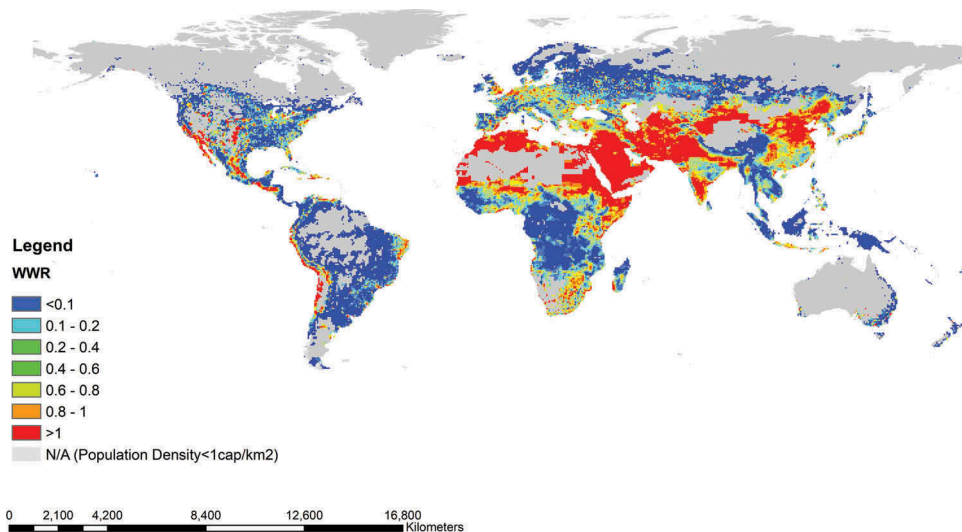 Legend
WWR
<0.1
0.1 - 0.2
0.2 - 0.4
0.4 - 0.6
0.6 - 0.8
0.8 - 1
>1
N/A (Population Density<1cap/km2)
0 2,100 4,200 8,400 12,600 16,800
Kilometers